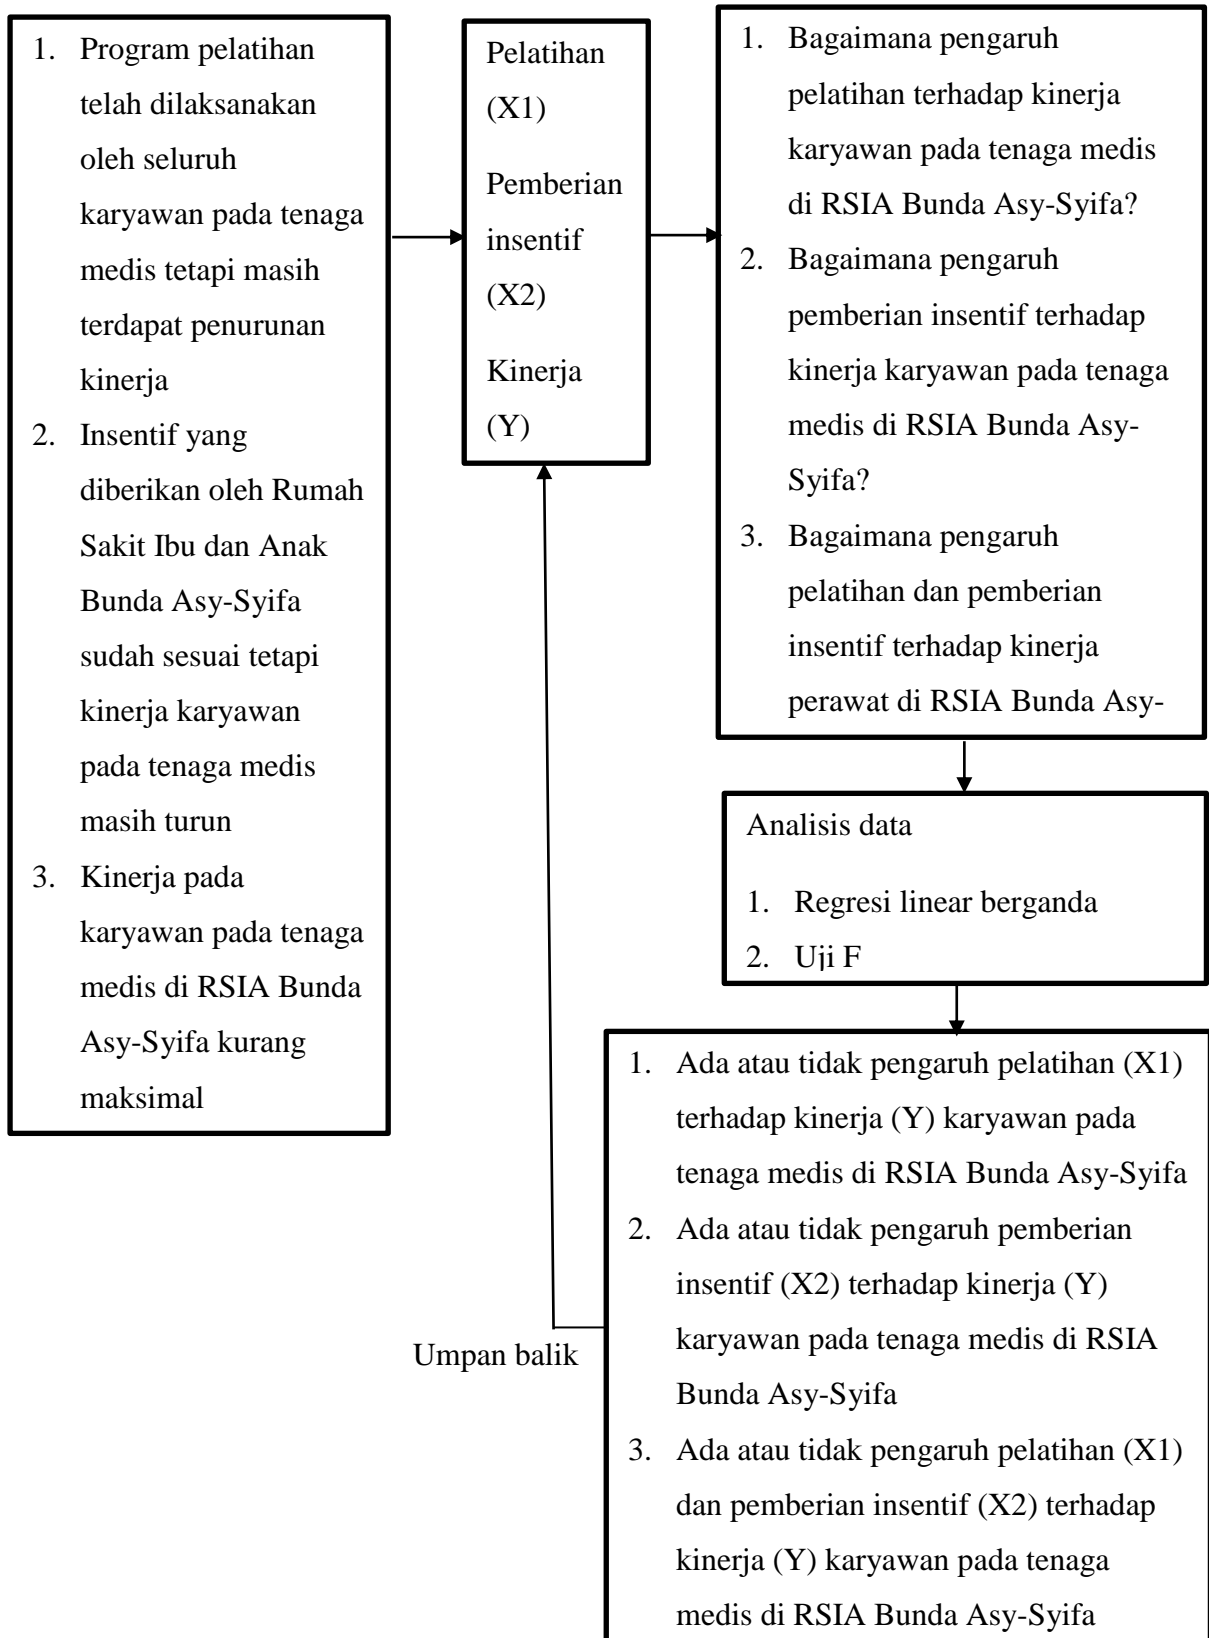 1. Program pelatihan
telah dilaksanakan
oleh seluruh
karyawan pada tenaga
medis tetapi masih
terdapat penurunan
kinerja
2. Insentif yang
diberikan oleh Rumah
Sakit Ibu dan Anak
Bunda Asy-Syifa
sudah sesuai tetapi
kinerja karyawan
pada tenaga medis
masih turun
3. Kinerja pada
karyawan pada tenaga
medis di RSIA Bunda
Asy-Syifa kurang
maksimal
Pelatihan
(X1)
Pemberian
insentif
(X2)
Kinerja
(Y)
1. Bagaimana pengaruh
pelatihan terhadap kinerja
karyawan pada tenaga medis
di RSIA Bunda Asy-Syifa?
2. Bagaimana pengaruh
pemberian insentif terhadap
kinerja karyawan pada tenaga
medis di RSIA Bunda Asy-
Syifa?
3. Bagaimana pengaruh
pelatihan dan pemberian
insentif terhadap kinerja
perawat di RSIA Bunda Asy-
Analisis data
1. Regresi linear berganda
2. Uji F
1. Ada atau tidak pengaruh pelatihan (X1)
terhadap kinerja (Y) karyawan pada
tenaga medis di RSIA Bunda Asy-Syifa
2. Ada atau tidak pengaruh pemberian
insentif (X2) terhadap kinerja (Y)
karyawan pada tenaga medis di RSIA
Bunda Asy-Syifa
3. Ada atau tidak pengaruh pelatihan (X1)
dan pemberian insentif (X2) terhadap
kinerja (Y) karyawan pada tenaga
medis di RSIA Bunda Asy-Syifa
Umpan balik